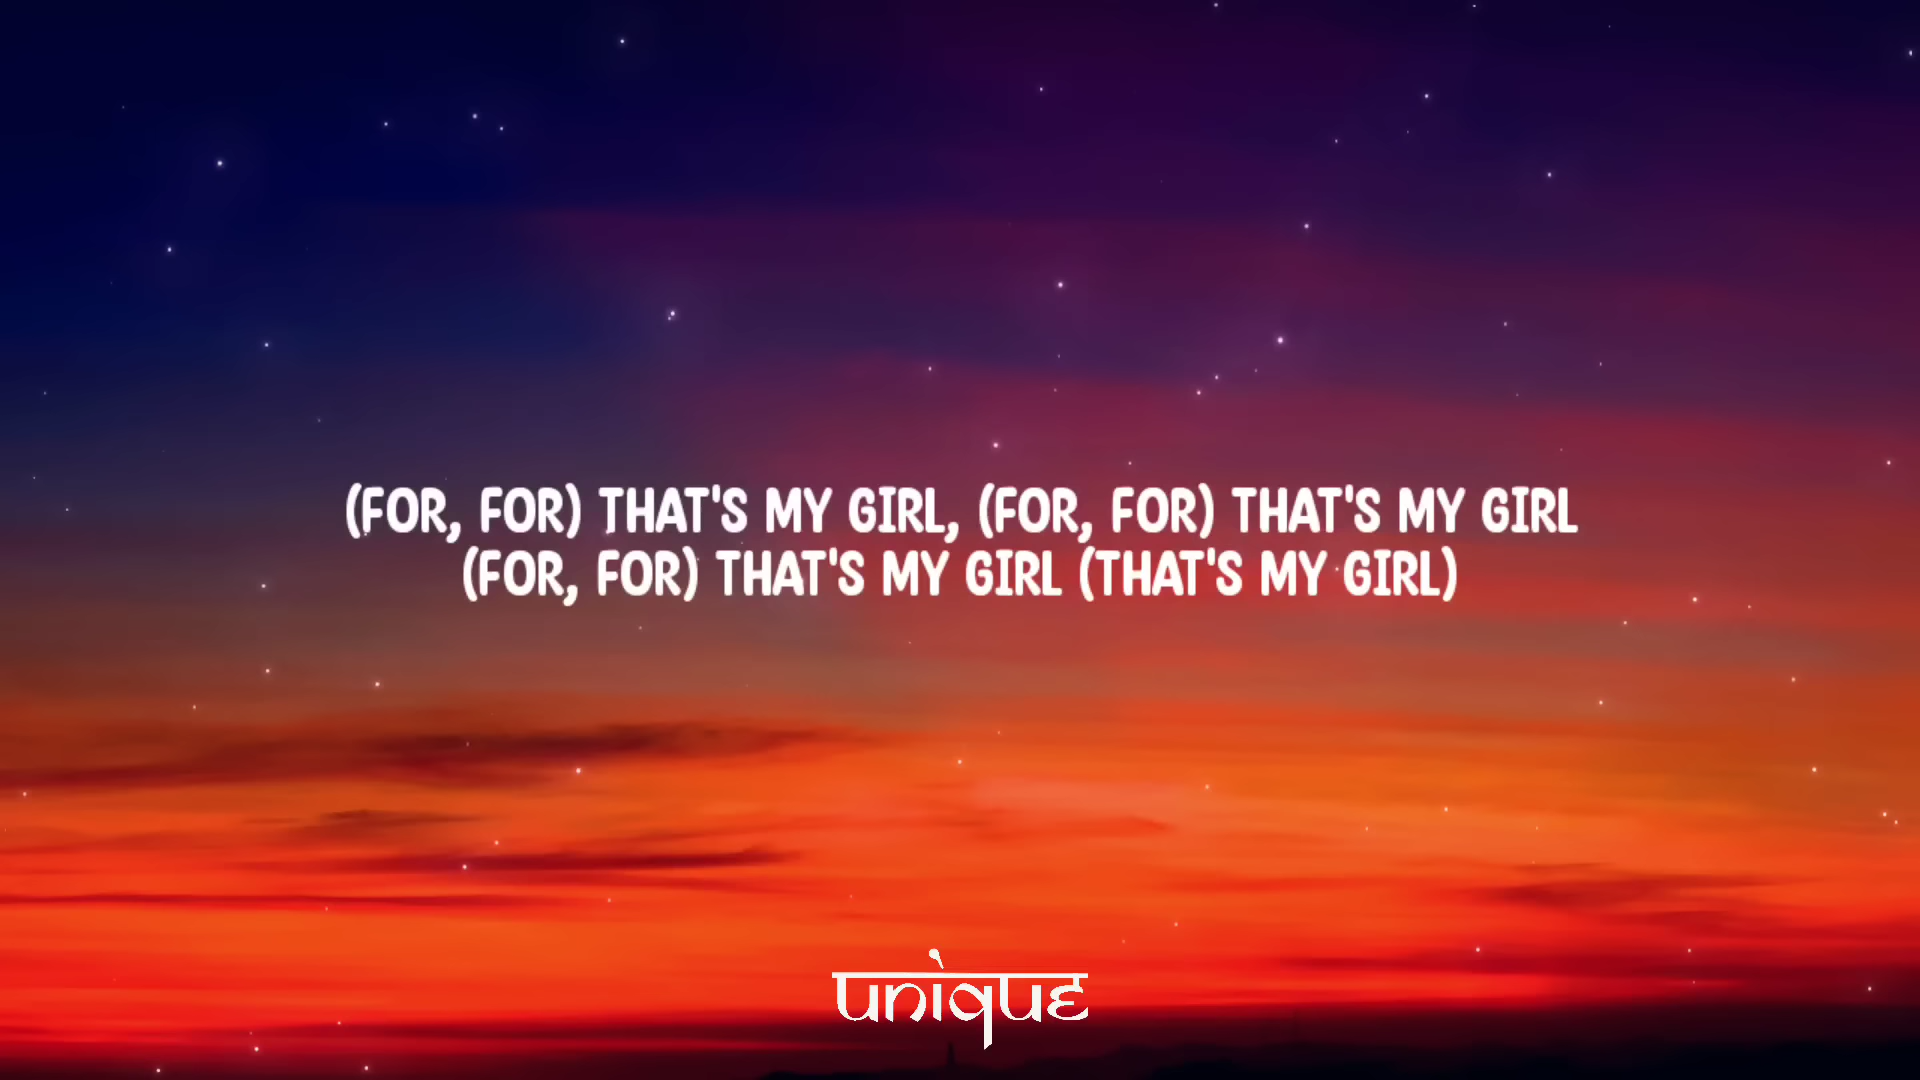 (FOR, FOR) THAT'S MY GIRL, (FOR, FOR) THAT'S MY GIRL
(FOR, FOR) THAT'S MY GIRL (THAT'S MY GIRL)
unique